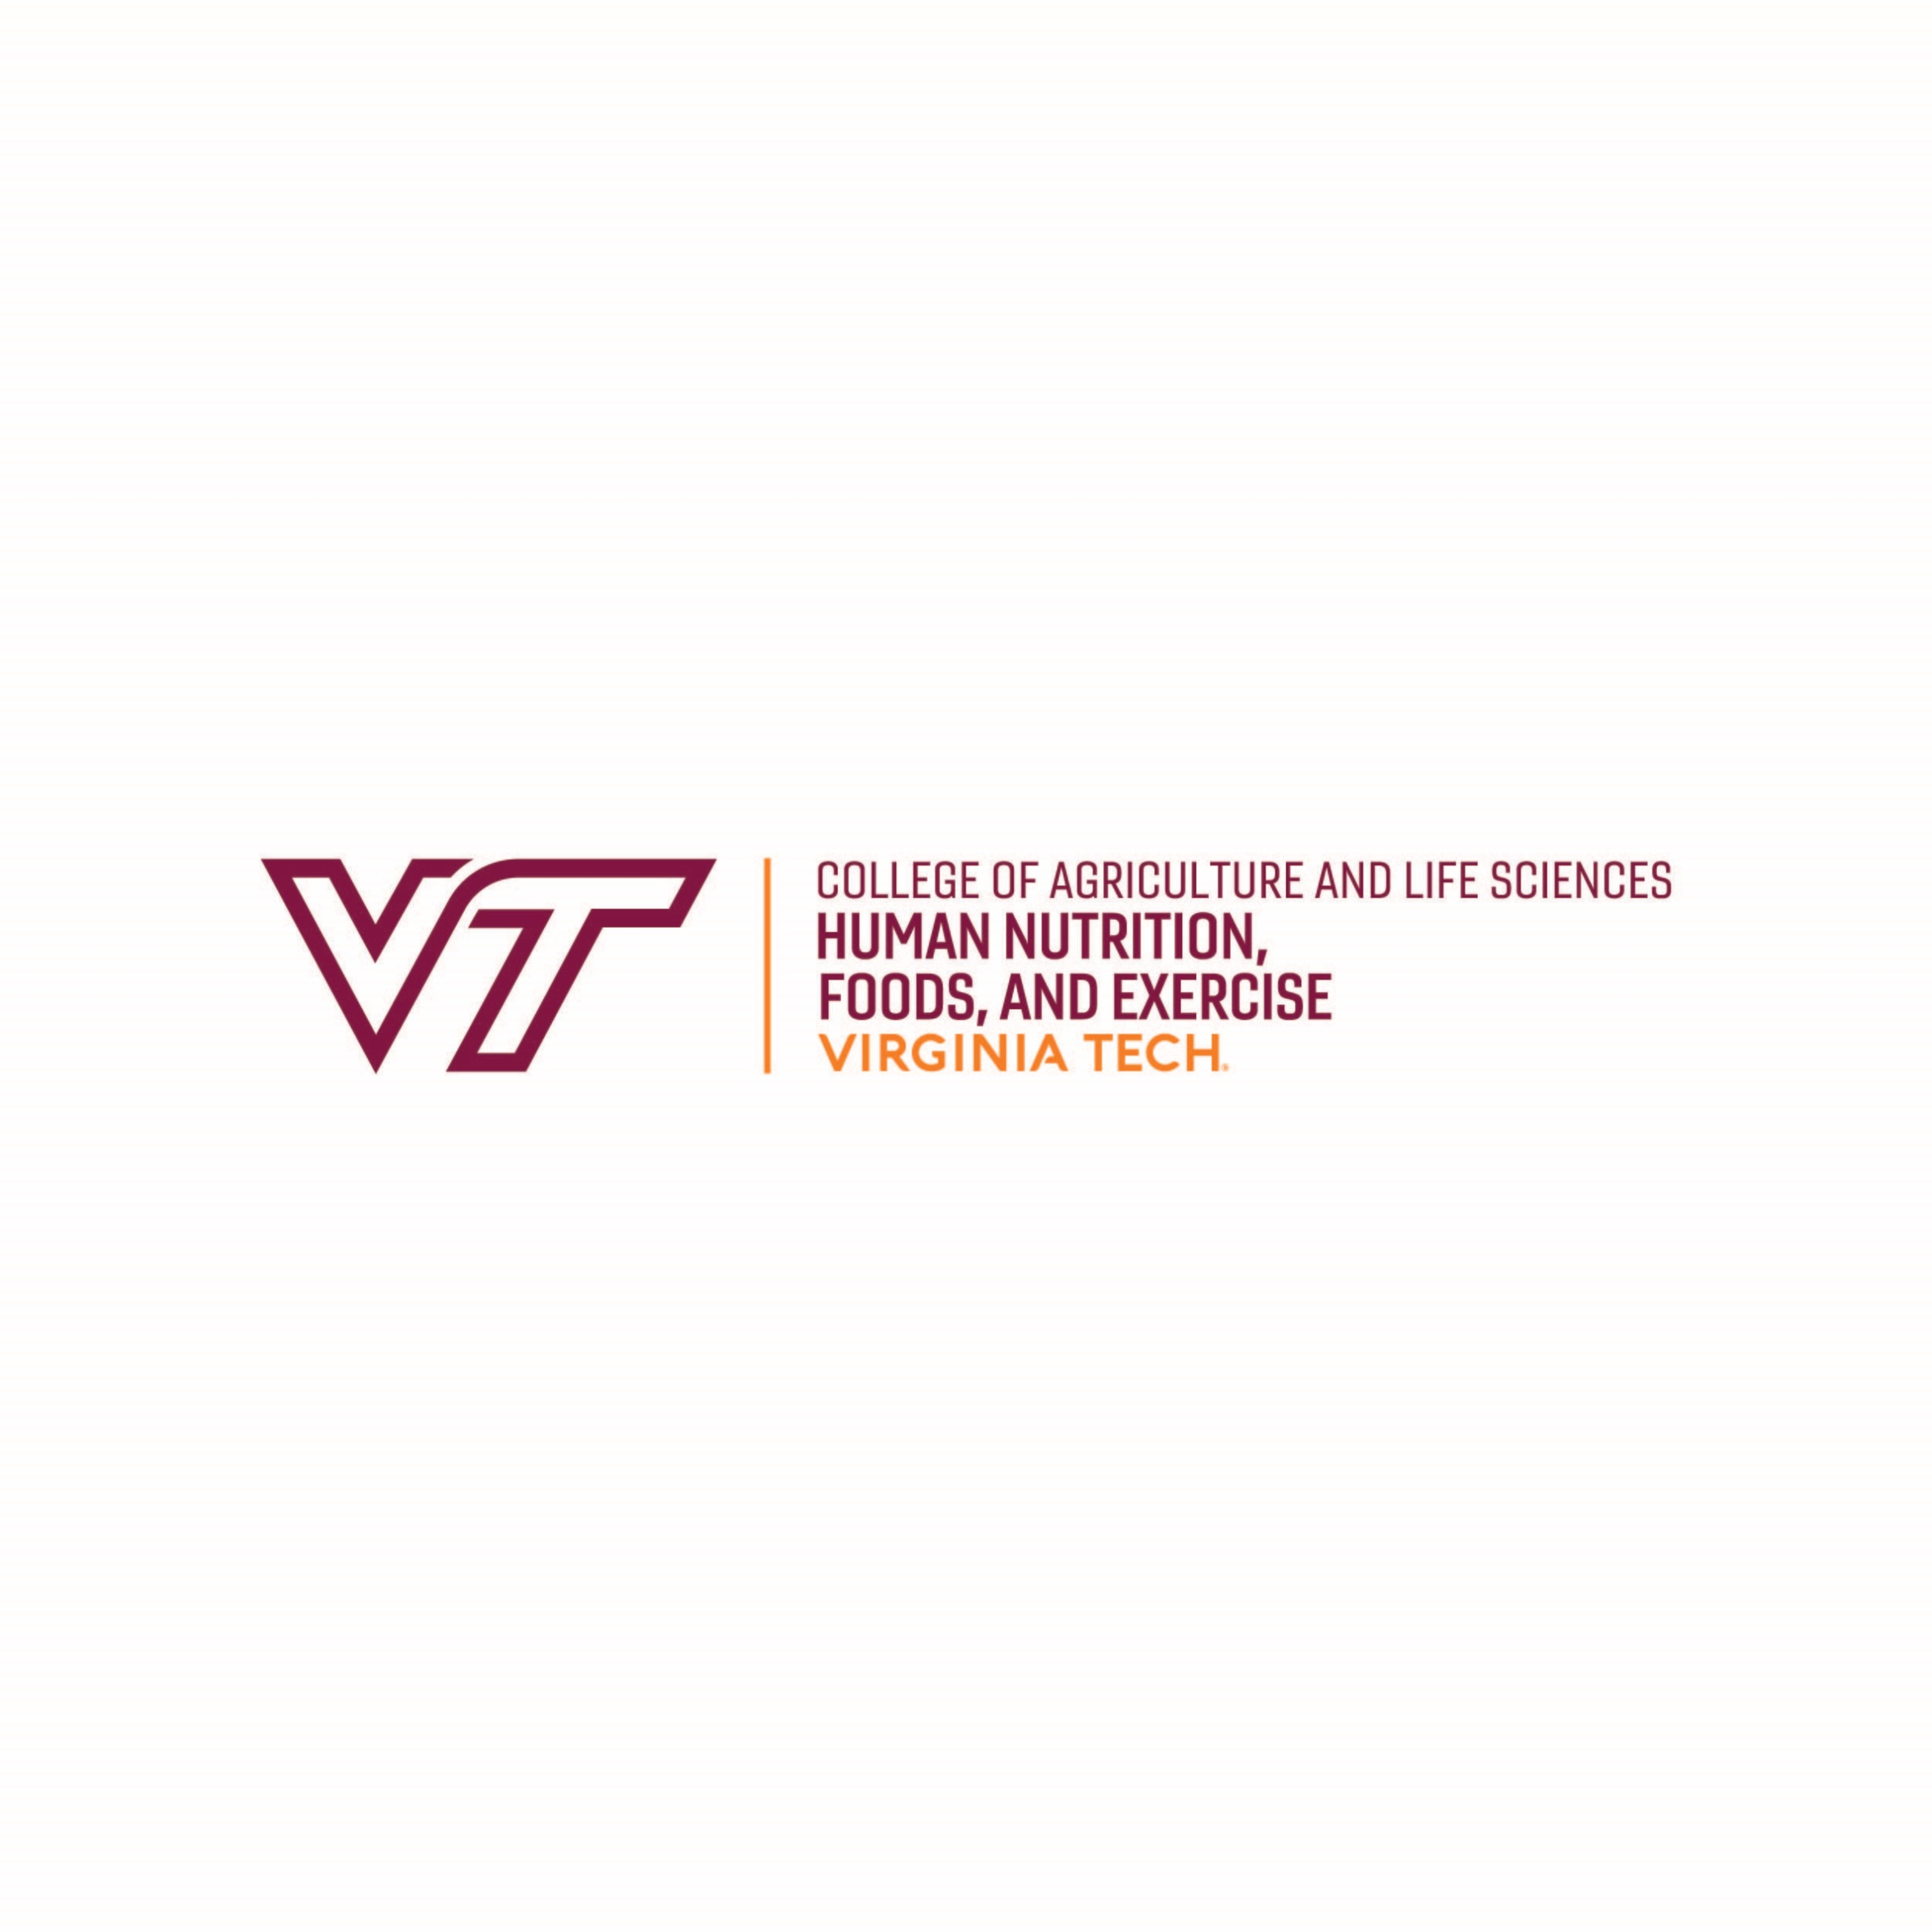 VT
COLLEGE OF AGRICULTURE AND LIFE SCIENCES
HUMAN NUTRITION,
FOODS, AND EXERCISE
VIRGINIA TECH.